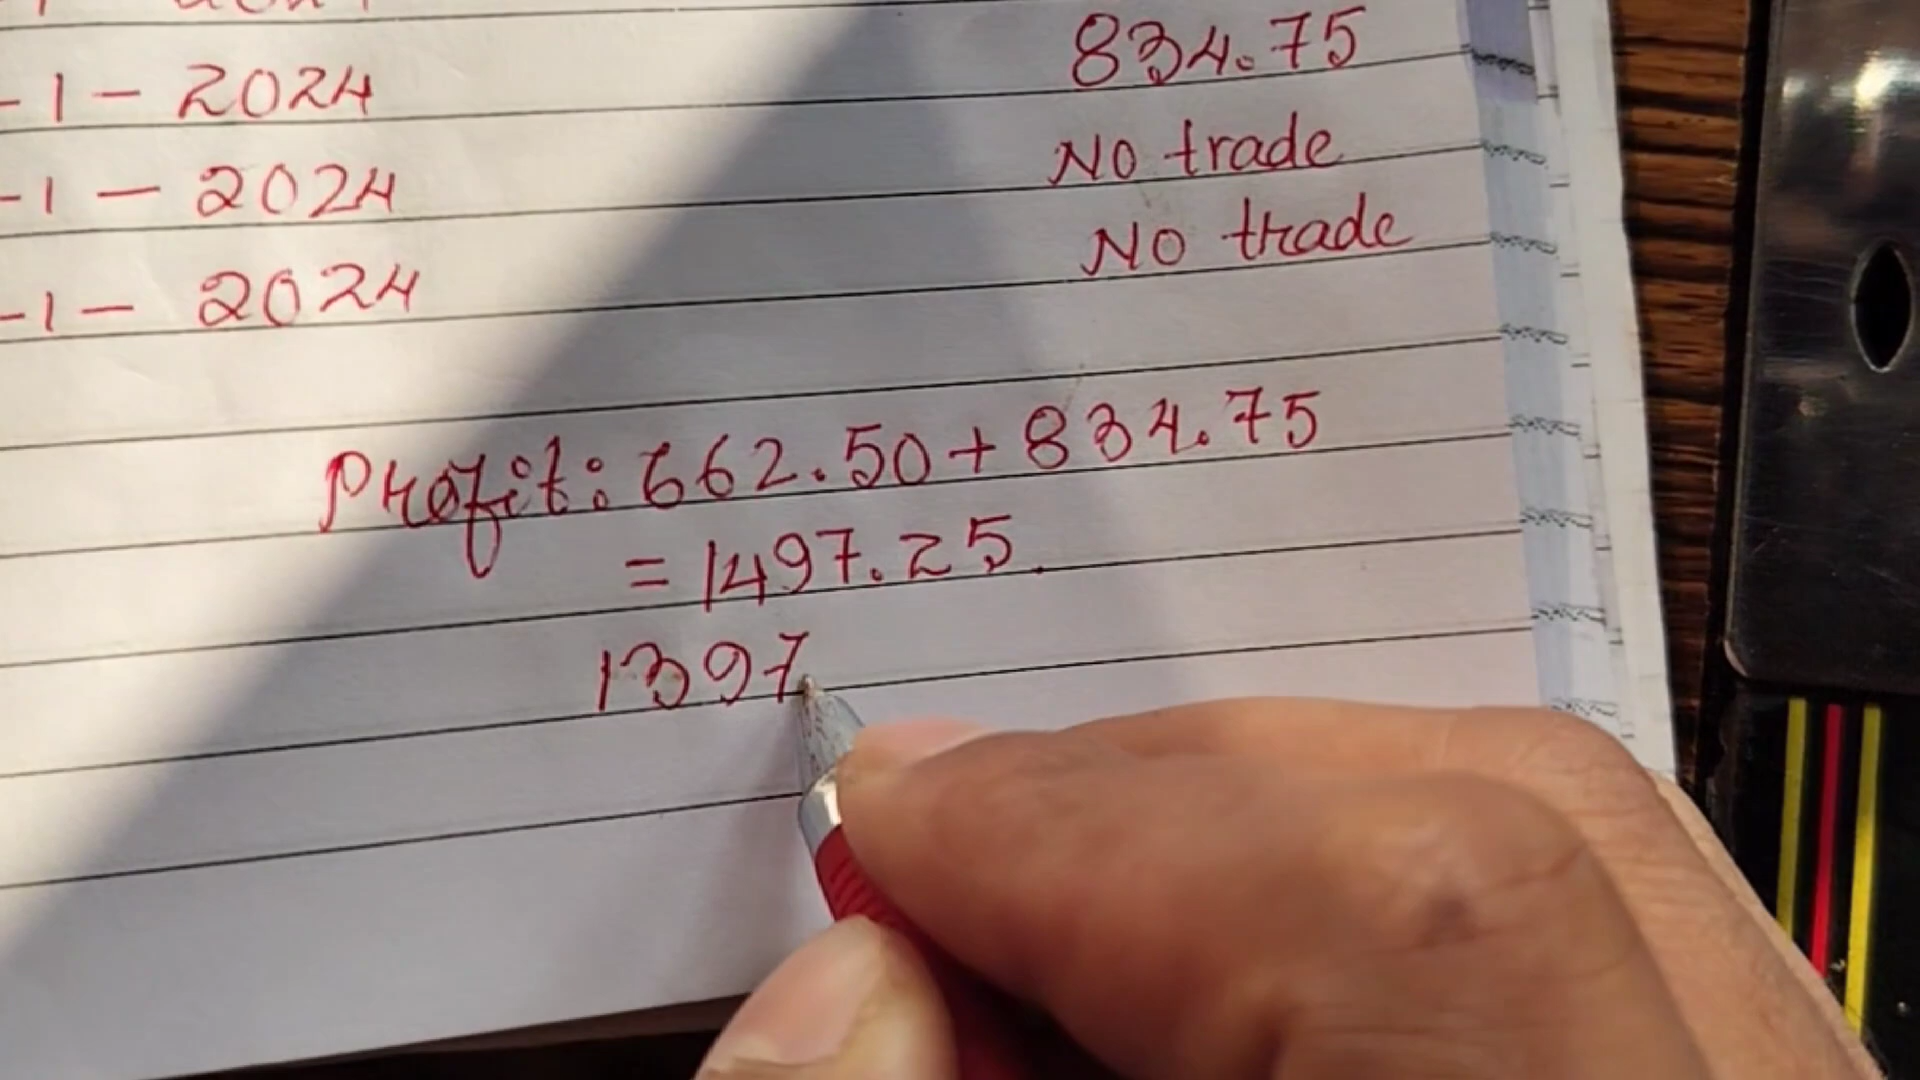 -1-2024 834.75
-1-2024 No trade
-1-2024 No trade
Profit: 662.50+834.75
=1497.25.
1397